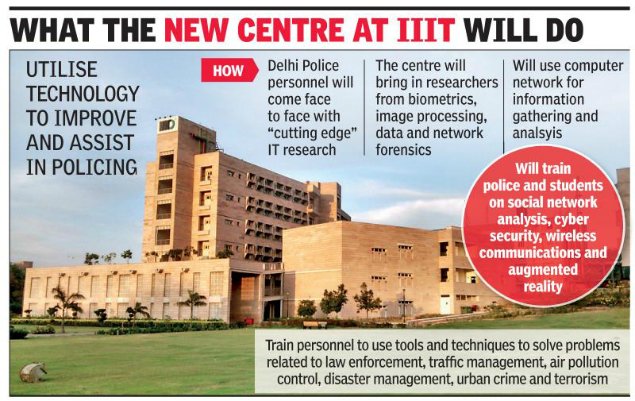 WHAT THE NEW CENTRE AT IIIT WILL DO
UTILISE
TECHNOLOGY
TO IMPROVE
AND ASSIST
IN POLICING
HOW
Delhi Police
personnel will
come face
to face with
“cutting edge”
IT research
The centre will
bring in researchers
from biometrics,
image processing,
data and network
forensics
Will use computer
network for
information
gathering and
analsyis
Will train
police and students
on social network
analysis, cyber
security, wireless
communications and
augmented
reality
Train personnel to use tools and techniques to solve problems
related to law enforcement, traffic management, air pollution
control, disaster management, urban crime and terrorism